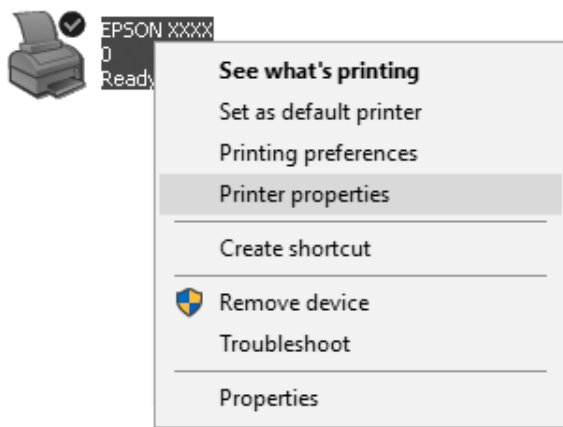 EPSON XXXX
0
Ready
See what's printing
Set as default printer
Printing preferences
Printer properties
Create shortcut
Remove device
Troubleshoot
Properties